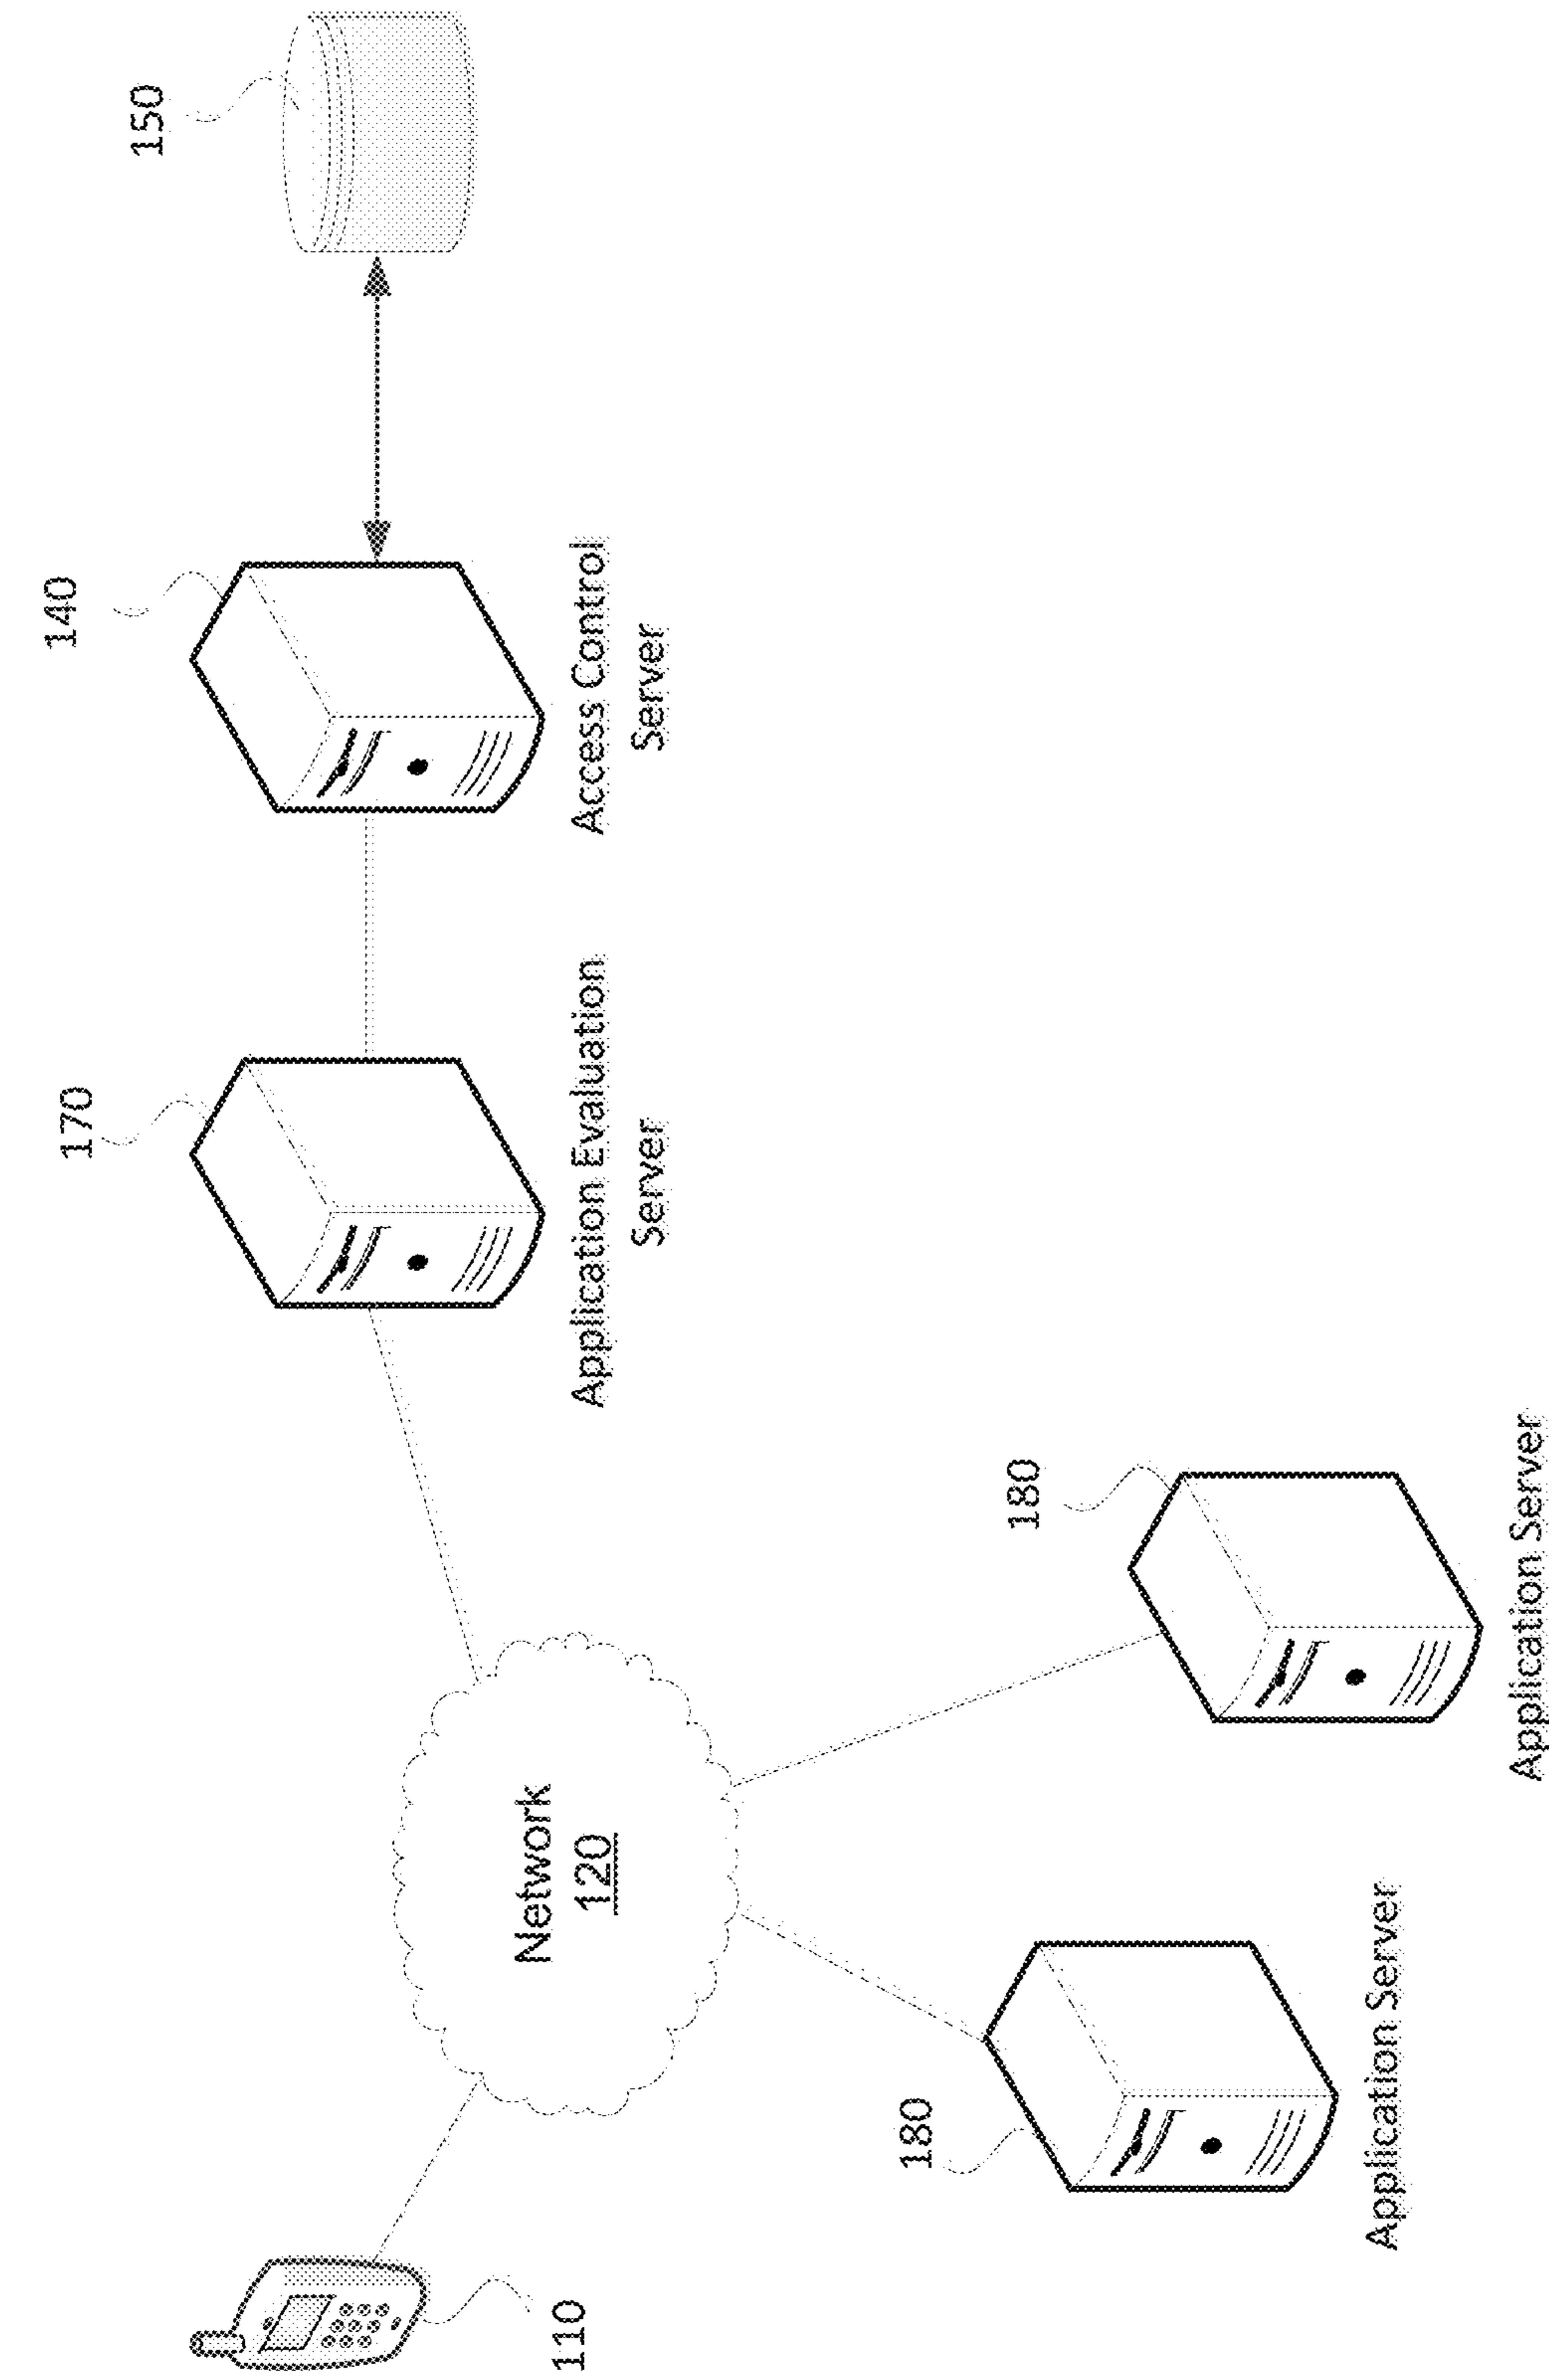 110
Network
120
180
Application Server
180
Application Server
170
Application Evaluation
Server
140
Access Control
Server
150